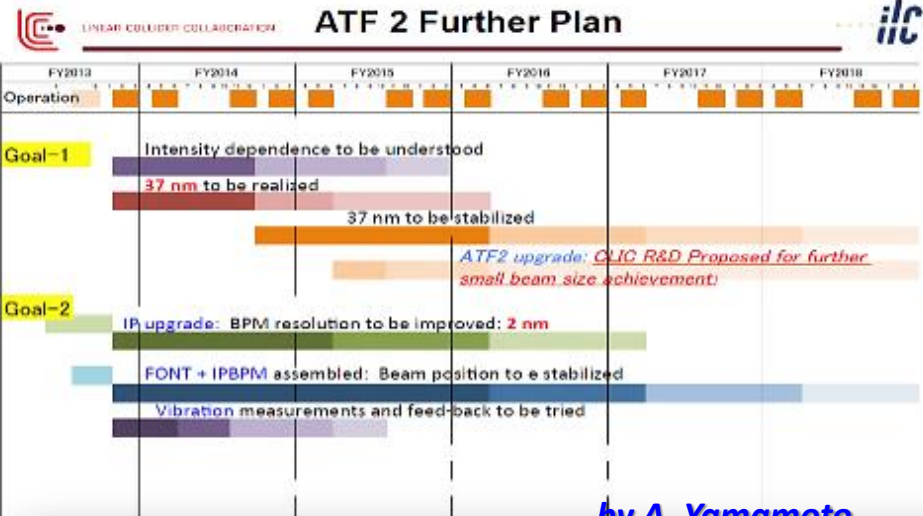 LINEAR COLLIDER COLLABORATION
ATF 2 Further Plan
ilc
FY2013 FY2014 FY2015 FY2016 FY2017 FY2018
Operation
Goal-1
Intensity dependence to be understood
37 nm to be realized
37 nm to be stabilized
ATF2 upgrade: CLIC R&D Proposed for further
small beam size achievement)
Goal-2
IP upgrade: BPM resolution to be improved: 2 nm
FONT + IPBPM assembled: Beam position to e stabilized
Vibration measurements and feed-back to be tried
by A. Yamamoto